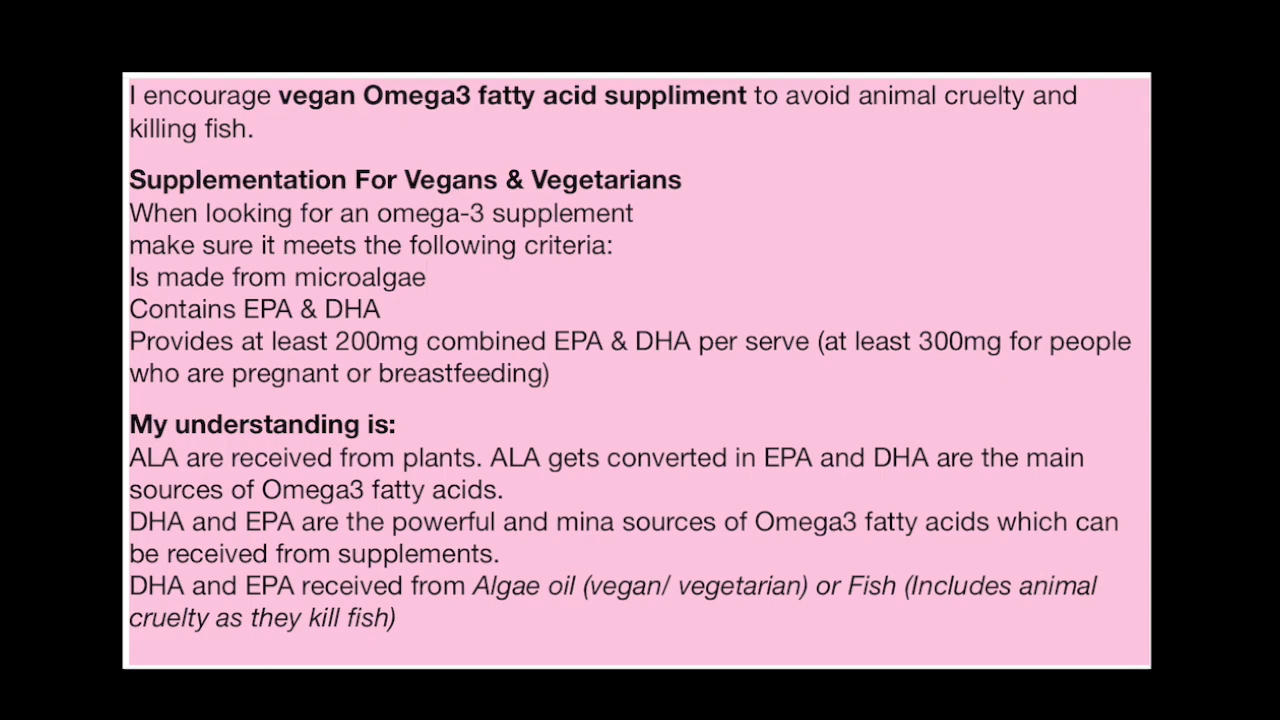 I encourage vegan Omega3 fatty acid suppliment to avoid animal cruelty and
killing fish.
Supplementation For Vegans & Vegetarians
When looking for an omega-3 supplement
make sure it meets the following criteria:
Is made from microalgae
Contains EPA & DHA
Provides at least 200mg combined EPA & DHA per serve (at least 300mg for people
who are pregnant or breastfeeding)
My understanding is:
ALA are received from plants. ALA gets converted in EPA and DHA are the main
sources of Omega3 fatty acids.
DHA and EPA are the powerful and mina sources of Omega3 fatty acids which can
be received from supplements.
DHA and EPA received from Algae oil (vegan/ vegetarian) or Fish (Includes animal
cruelty as they kill fish)